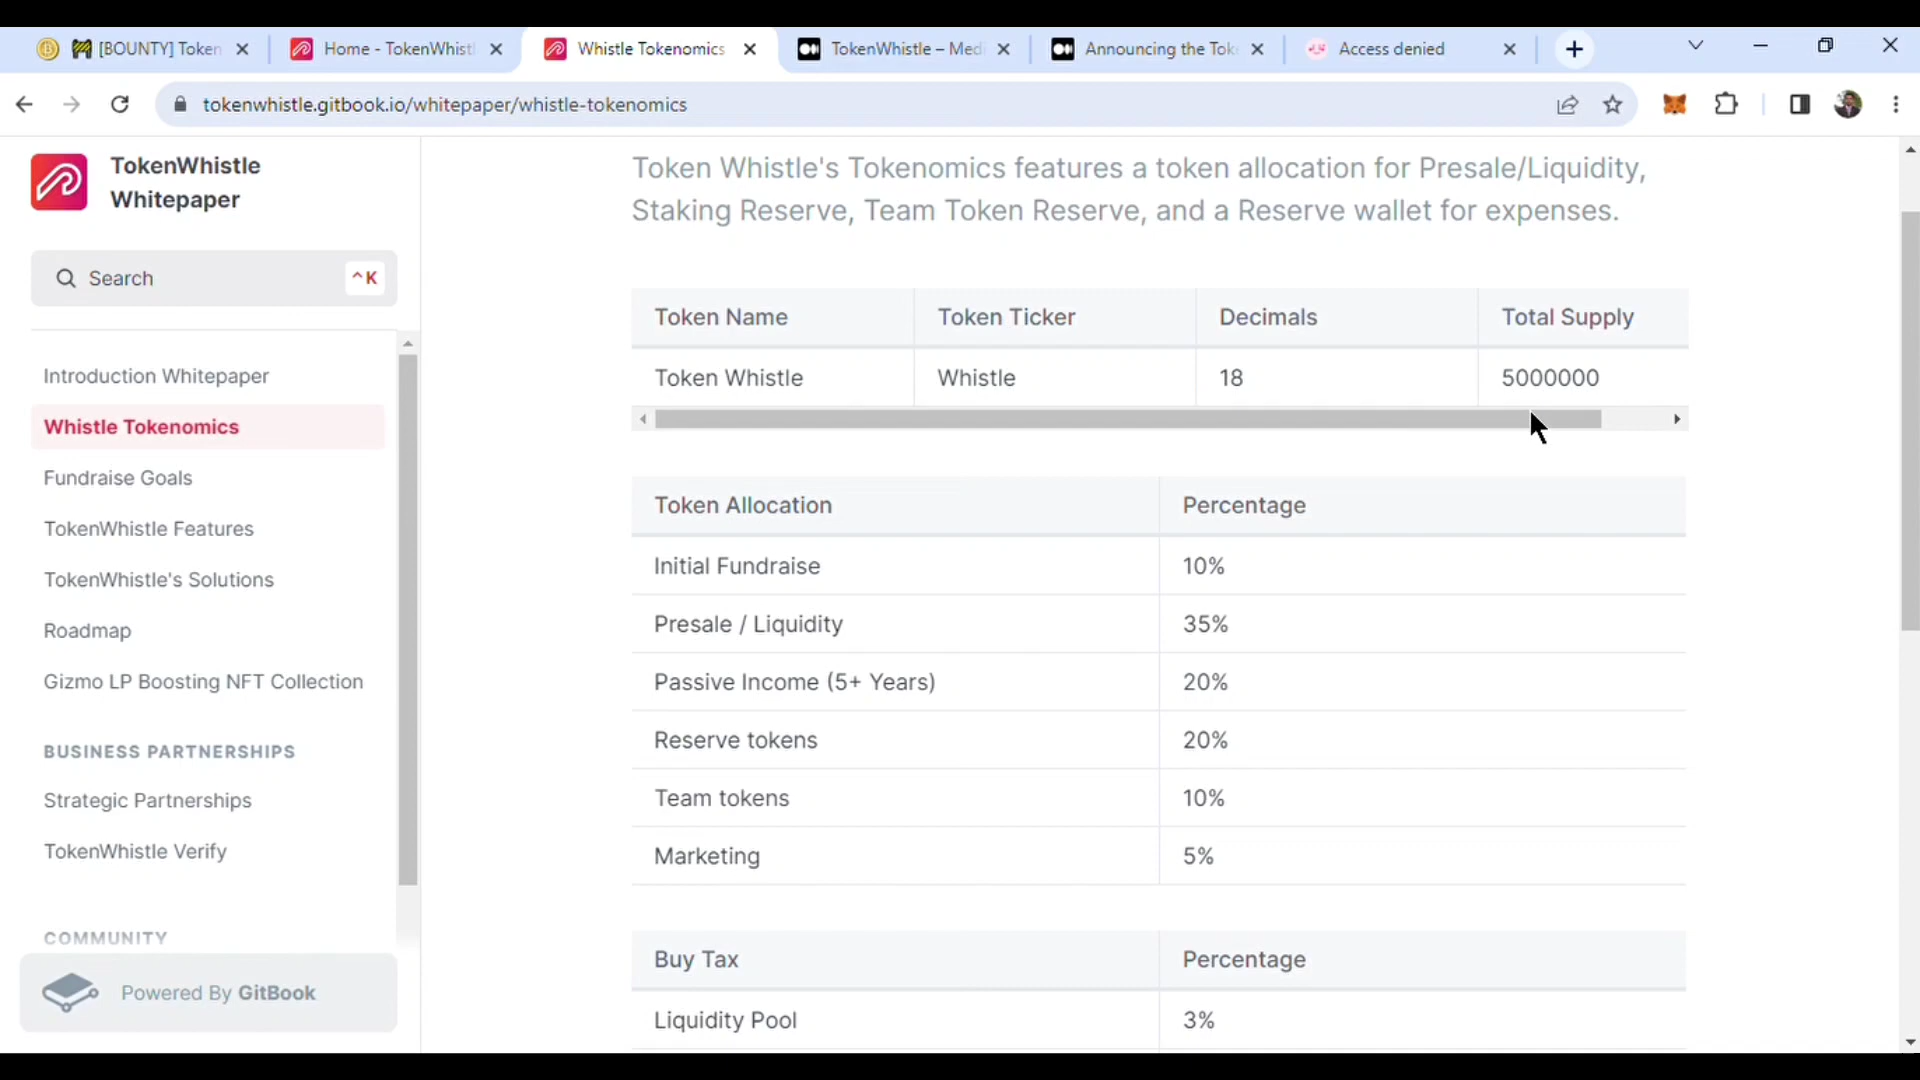 [BOUNTY] Token
Home - TokenWhistl
Whistle Tokenomics
TokenWhistle – Medi
Announcing the Tok
Access denied
tokenwhistle.gitbook.io/whitepaper/whistle-tokenomics
TokenWhistle
Whitepaper
Search
^K
Introduction Whitepaper
Whistle Tokenomics
Fundraise Goals
TokenWhistle Features
TokenWhistle's Solutions
Roadmap
Gizmo LP Boosting NFT Collection
BUSINESS PARTNERSHIPS
Strategic Partnerships
TokenWhistle Verify
COMMUNITY
Powered By GitBook
Token Whistle's Tokenomics features a token allocation for Presale/Liquidity,
Staking Reserve, Team Token Reserve, and a Reserve wallet for expenses.
Token Name Token Ticker Decimals Total Supply
Token Whistle Whistle 18 5000000
Token Allocation Percentage
Initial Fundraise 10%
Presale / Liquidity 35%
Passive Income (5+ Years) 20%
Reserve tokens 20%
Team tokens 10%
Marketing 5%
Buy Tax Percentage
Liquidity Pool 3%